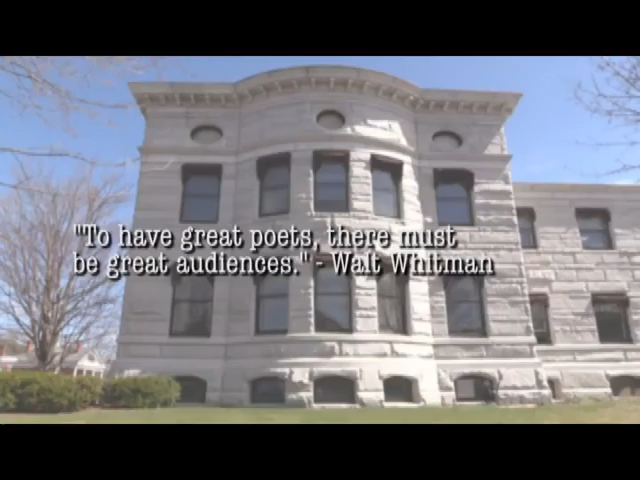 "To have great poets, there must
be great audiences." - Walt Whitman